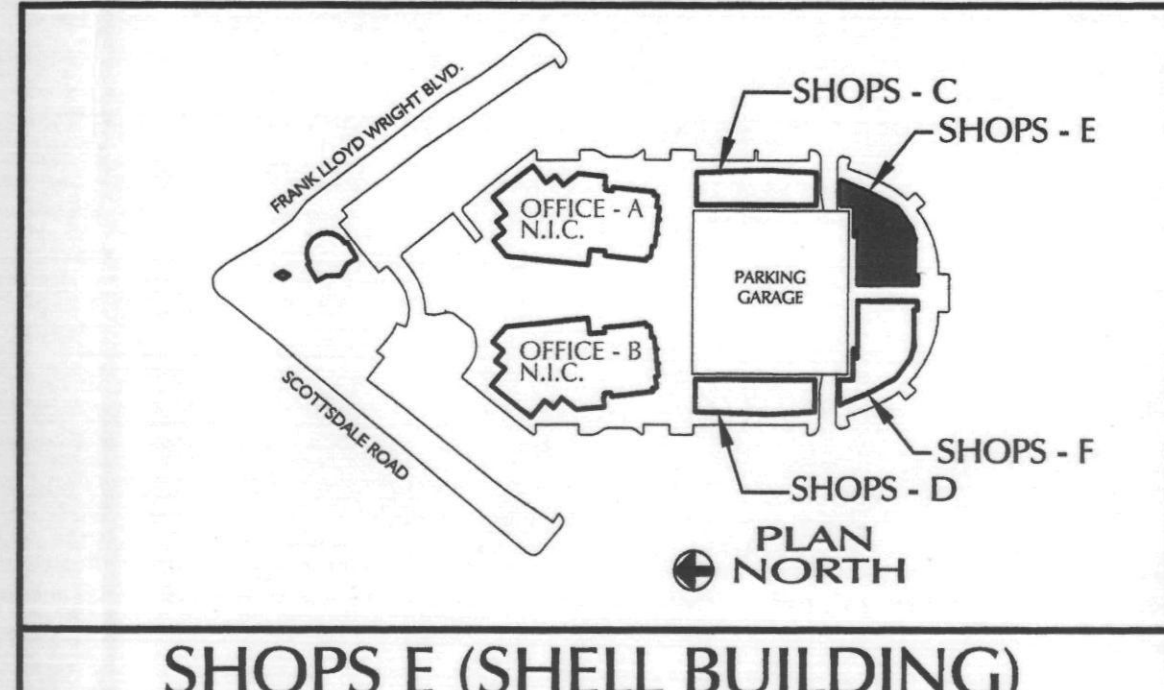 FRANK LLOYD WRIGHT BLVD.
SHOPS - C
SHOPS - E
OFFICE - A
N.I.C.
PARKING
GARAGE
OFFICE - B
N.I.C.
SCOTTSDALE ROAD
SHOPS - F
SHOPS - D
PLAN
NORTH
SHOPS E (SHELL BUILDING)